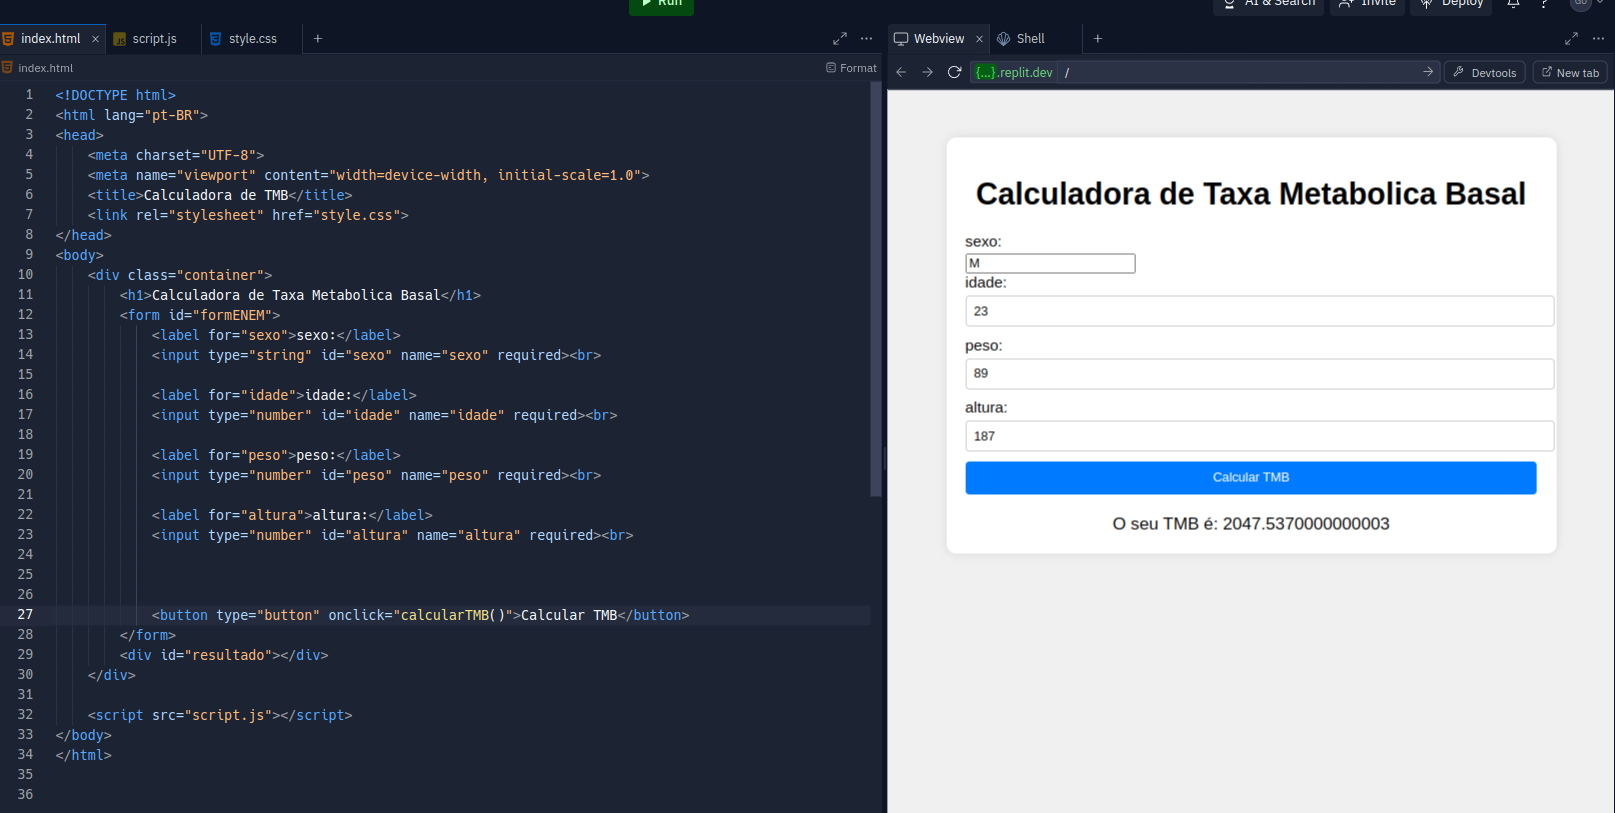 Run
AI & Search
Invite
Deploy
?
GU
index.html
script.js
style.css
Webview
Shell
index.html
Format
{...}.replit.dev /
Devtools
New tab
1 <!DOCTYPE html>
2 <html lang="pt-BR">
3 <head>
4 <meta charset="UTF-8">
5 <meta name="viewport" content="width=device-width, initial-scale=1.0">
6 <title>Calculadora de TMB</title>
7 <link rel="stylesheet" href="style.css">
8 </head>
9 <body>
10 <div class="container">
11 <h1>Calculadora de Taxa Metabolica Basal</h1>
12 <form id="formENEM">
13 <label for="sexo">sexo:</label>
14 <input type="string" id="sexo" name="sexo" required><br>
15
16 <label for="idade">idade:</label>
17 <input type="number" id="idade" name="idade" required><br>
18
19 <label for="peso">peso:</label>
20 <input type="number" id="peso" name="peso" required><br>
21
22 <label for="altura">altura:</label>
23 <input type="number" id="altura" name="altura" required><br>
24
25
26
27 <button type="button" onclick="calcularTMB()">Calcular TMB</button>
28 </form>
29 <div id="resultado"></div>
30 </div>
31
32 <script src="script.js"></script>
33 </body>
34 </html>
35
36
Calculadora de Taxa Metabolica Basal
sexo:
M
idade:
23
peso:
89
altura:
187
Calcular TMB
O seu TMB é: 2047.5370000000003